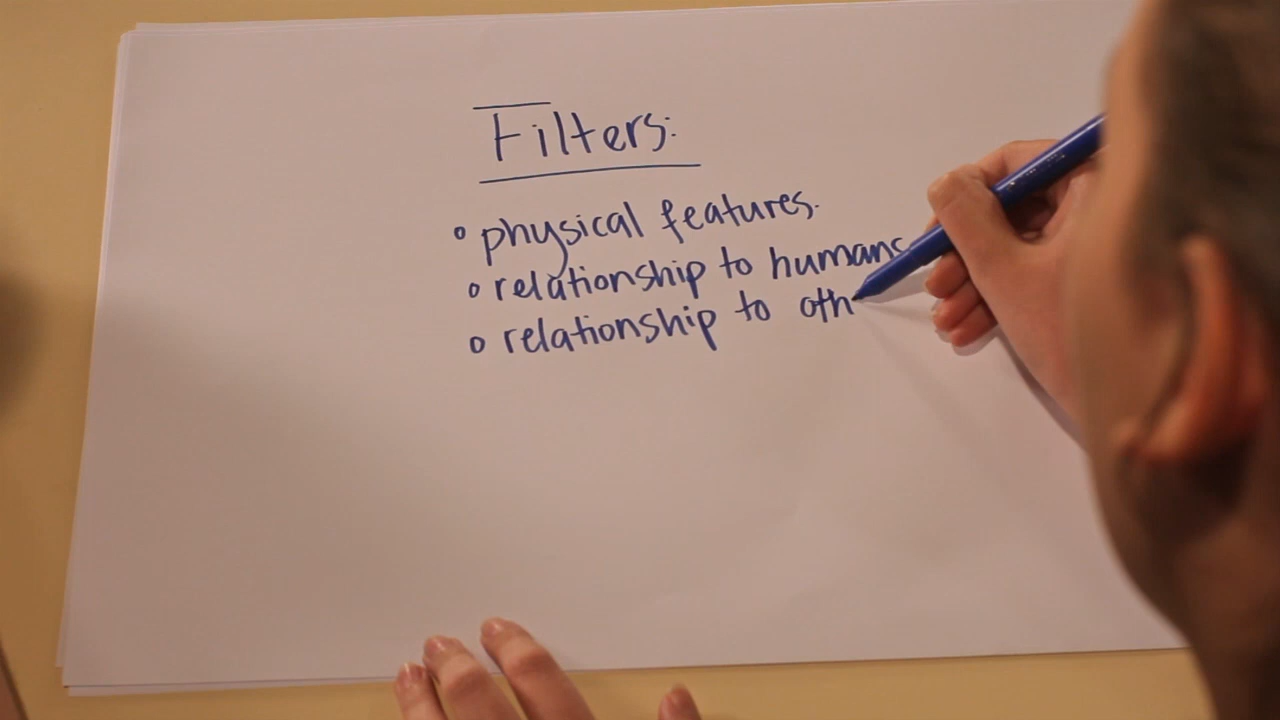 Filters:
• physical features.
• relationship to humans
• relationship to oth